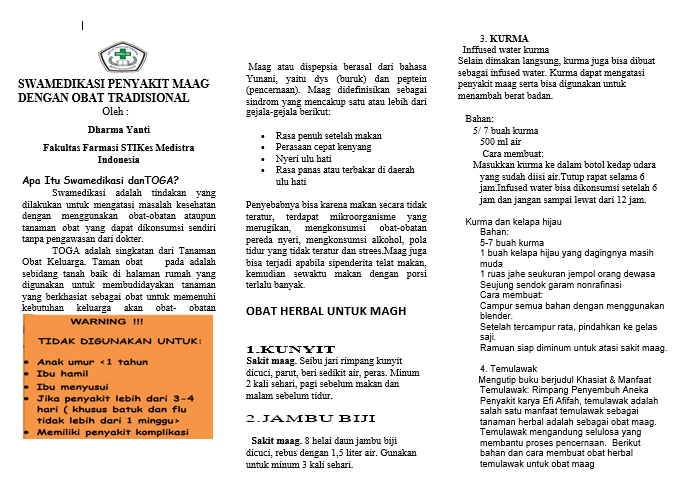 SWAMEDIKASI PENYAKIT MAAG
DENGAN OBAT TRADISIONAL
Oleh :
Dharma Yanti
Fakultas Farmasi STIKes Medistra
Indonesia
Apa Itu Swamedikasi danTOGA?
Swamedikasi adalah tindakan yang
dilakukan untuk mengatasi masalah kesehatan
dengan menggunakan obat-obatan ataupun
tanaman obat yang dapat dikonsumsi sendiri
tanpa pengawasan dari dokter.
TOGA adalah singkatan dari Tanaman
Obat Keluarga. Taman obat pada adalah
sebidang tanah baik di halaman rumah yang
digunakan untuk membudidayakan tanaman
yang berkhasiat sebagai obat untuk memenuhi
kebutuhan keluarga akan obat- obatan
WARNING !!!
TIDAK DIGUNAKAN UNTUK:
• Anak umur <1 tahun
• Ibu hamil
• Ibu menyusui
• Jika penyakit lebih dari 3-4
hari ( khusus batuk dan flu
tidak lebih dari 1 minggu>
• Memiliki penyakit komplikasi
Maag atau dispepsia berasal dari bahasa
Yunani, yaitu dys (buruk) dan peptein
(pencernaan). Maag didefinisikan sebagai
sindrom yang mencakup satu atau lebih dari
gejala-gejala berikut:
• Rasa penuh setelah makan
• Perasaan cepat kenyang
• Nyeri ulu hati
• Rasa panas atau terbakar di daerah
ulu hati
Penyebabnya bisa karena makan secara tidak
teratur, terdapat mikroorganisme yang
merugikan, mengkonsumsi obat-obatan
pereda nyeri, mengkonsumsi alkohol, pola
tidur yang tidak teratur dan strees.Maag juga
bisa terjadi apabila sipenderita telat makan,
kemudian sewaktu makan dengan porsi
terlalu banyak.
OBAT HERBAL UNTUK MAGH
1.KUNYIT
Sakit maag. Seibu jari rimpang kunyit
dicuci, parut, beri sedikit air, peras. Minum
2 kali sehari, pagi sebelum makan dan
malam sebelum tidur.
2.JAMBU BIJI
Sakit maag. 8 helai daun jambu biji
dicuci, rebus dengan 1,5 liter air. Gunakan
untuk minum 3 kali sehari.
3. KURMA
Inffused water kurma
Selain dimakan langsung, kurma juga bisa dibuat
sebagai infused water. Kurma dapat mengatasi
penyakit maag serta bisa digunakan untuk
menambah berat badan.
Bahan:
5/ 7 buah kurma
500 ml air
Cara membuat:
Masukkan kurma ke dalam botol kedap udara
yang sudah diisi air.Tutup rapat selama 6
jam.Infused water bisa dikonsumsi setelah 6
jam dan jangan sampai lewat dari 12 jam.
Kurma dan kelapa hijau
Bahan:
5-7 buah kurma
1 buah kelapa hijau yang dagingnya masih
muda
1 ruas jahe seukuran jempol orang dewasa
Seujung sendok garam nonrafinasi
Cara membuat:
Campur semua bahan dengan menggunakan
blender.
Setelah tercampur rata, pindahkan ke gelas
saji.
Ramuan siap diminum untuk atasi sakit maag.
4. Temulawak
Mengutip buku berjudul Khasiat & Manfaat
Temulawak: Rimpang Penyembuh Aneka
Penyakit karya Efi Afifah, temulawak adalah
salah satu manfaat temulawak sebagai
tanaman herbal adalah sebagai obat maag.
Temulawak mengandung selulosa yang
membantu proses pencernaan. Berikut
bahan dan cara membuat obat herbal
temulawak untuk obat maag